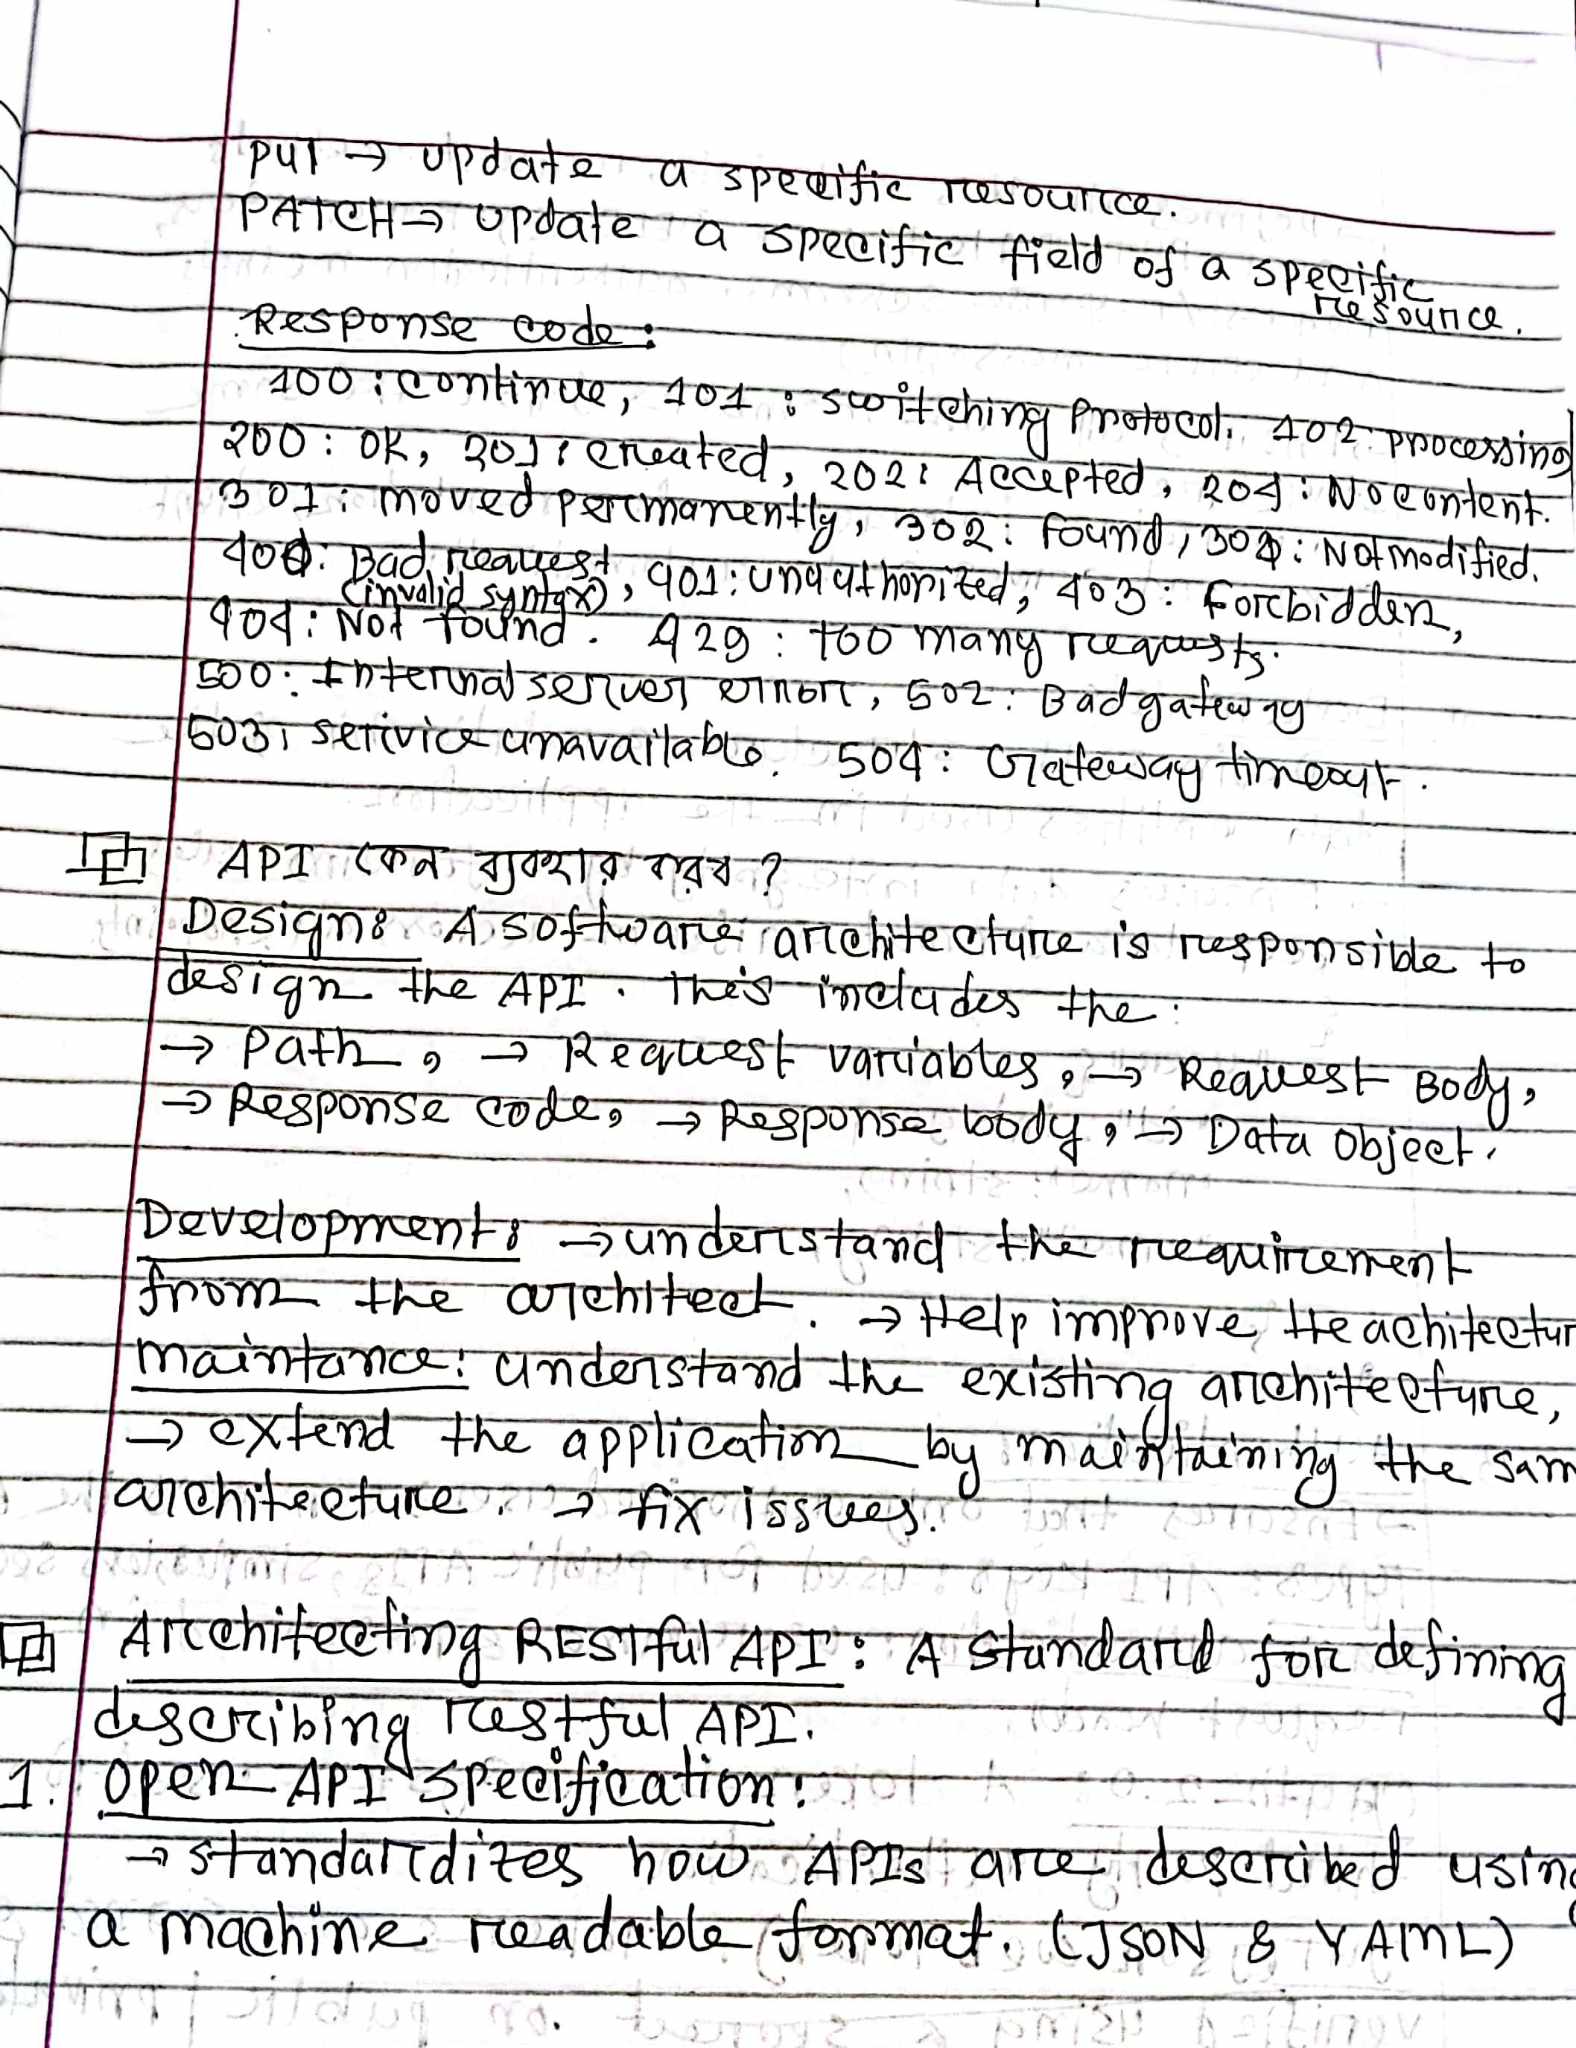 PUT → update a specific resource.
PATCH → update a specific field of a specific
resource.
Response code:
100: continue, 101: switching Protocol. 102: processing
200: OK, 201: created, 202: Accepted, 204: No content.
301: moved permanently, 302: found, 304: Not modified.
400: Bad request, 401: unauthorized, 403: Forbidden,
(invalid syntax)
404: Not found. 429: too many requests.
500: Internal server error, 502: Bad gateway
503: service unavailable. 504: Gateway timeout.
API কেন ব্যবহার করব?
Design: A software architecture is responsible to
design the API. This includes the:
→ Path, → Request variables, → Request Body,
→ Response code, → Response body, → Data Object.
Development: → understand the requirement
from the architect. → Help improve the achitectur
maintance: understand the existing architecture,
→ extend the application by maintaining the sam
architecture. → fix issues.
Architecting RESTful API: A standard for defining
describing restful API.
1. Open API Specification:
→ standardizes how APIs are described using
a machine readable format. (JSON & YAML)